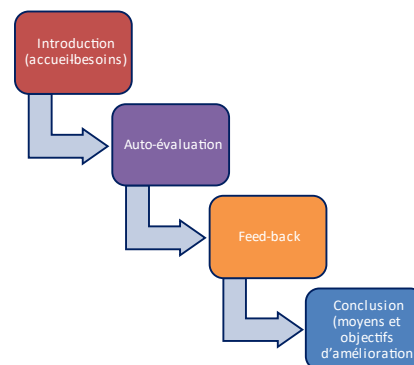 Introduction
(accueil-besoins)
Auto-évaluation
Feed-back
Conclusion
(moyens et
objectifs
d'amélioration